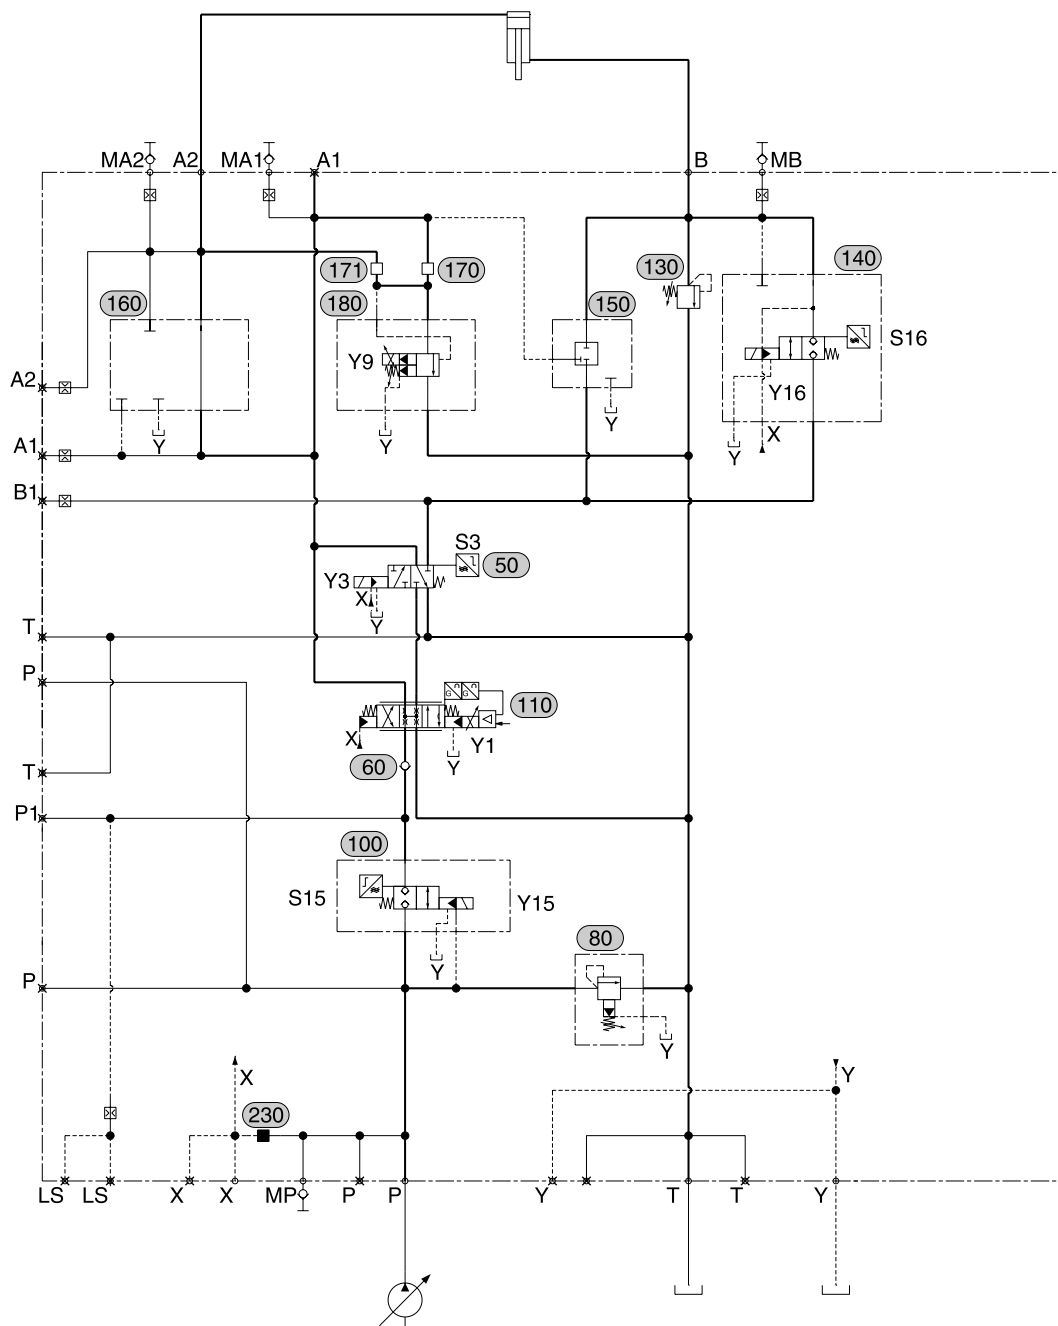 MA2 A2 MA1 A1 B MB
171 170 130 140
160 180 150
Y9 S16
A2 Y16
Y Y Y Y X
A1
B1
S3 50
Y3
X Y
T
P
110
X Y1
Y
60
T
P1
100
S15 Y15
80
Y
P
Y
X Y
230
LS LS X X MP P P Y T T Y
G G